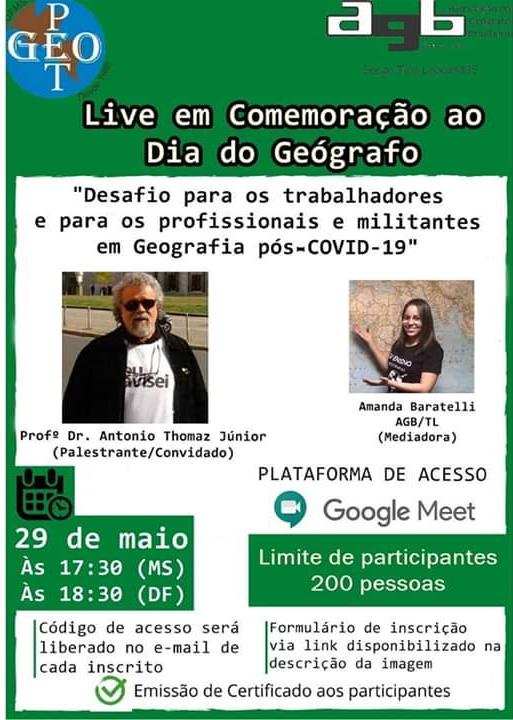 PET
GEO
agb
Live em Comemoração ao
Dia do Geógrafo
"Desafio para os trabalhadores
e para os profissionais e militantes
em Geografia pós-COVID-19"
Profº Dr. Antonio Thomaz Júnior
(Palestrante/Convidado)
Amanda Baratelli
AGB/TL
(Mediadora)
PLATAFORMA DE ACESSO
Google Meet
29 de maio
Às 17:30 (MS)
Às 18:30 (DF)
Limite de participantes
200 pessoas
Código de acesso será
liberado no e-mail de
cada inscrito
Formulário de inscrição
via link disponibilizado na
descrição da imagem
Emissão de Certificado aos participantes